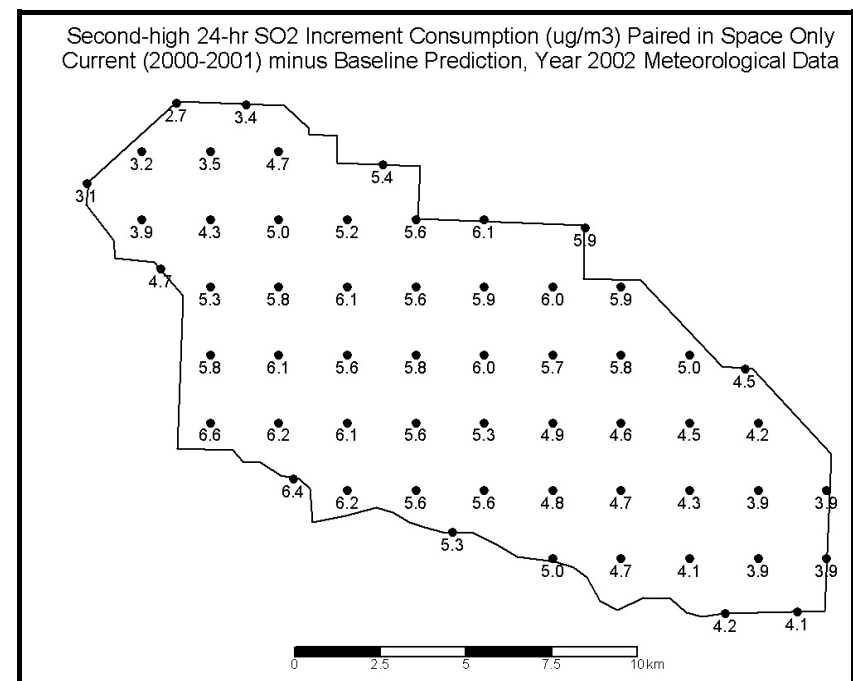 Second-high 24-hr SO2 Increment Consumption (ug/m3) Paired in Space Only
Current (2000-2001) minus Baseline Prediction, Year 2002 Meteorological Data
2.7 3.4
3.2 3.5 4.7
5.4
3.1
3.9 4.3 5.0 5.2 5.6 6.1
5.9
4.7
5.3 5.8 6.1 5.6 5.9 6.0 5.9
5.8 6.1 5.6 5.8 6.0 5.7 5.8 5.0
4.5
6.6 6.2 6.1 5.6 5.3 4.9 4.6 4.5 4.2
6.4
6.2 5.6 5.6 4.8 4.7 4.3 3.9 3.9
5.3
5.0 4.7 4.1 3.9 3.9
4.2 4.1
0 2.5 5 7.5 10km